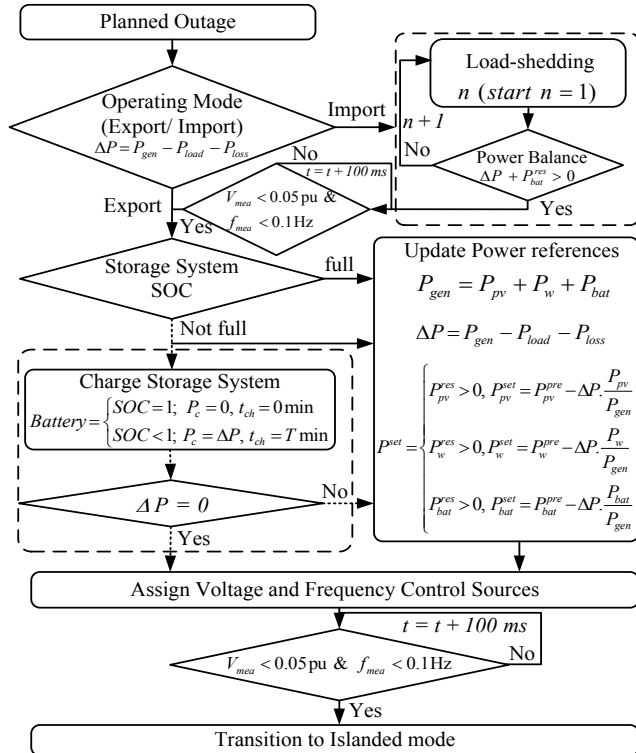 Planned Outage
Operating Mode
(Export/ Import)
ΔP = P_gen − P_load − P_loss
Import
Export
Load-shedding
n (start n = 1)
n + 1
No
Power Balance
ΔP + P_bat^res > 0
Yes
No
t = t + 100 ms
V_mea < 0.05 pu &
f_mea < 0.1 Hz
Yes
Storage System
SOC
full
Not full
Update Power references
P_gen = P_pv + P_w + P_bat
ΔP = P_gen − P_load − P_loss
P^set = { P_pv^res > 0, P_pv^set = P_pv^pre − ΔP. P_pv / P_gen
P_w^res > 0, P_w^set = P_w^pre − ΔP. P_w / P_gen
P_bat^res > 0, P_bat^set = P_bat^pre − ΔP. P_bat / P_gen
Charge Storage System
Battery = { SOC = 1; P_c = 0, t_ch = 0 min
SOC < 1; P_c = ΔP, t_ch = T min
ΔP = 0
No
Yes
Assign Voltage and Frequency Control Sources
t = t + 100 ms
V_mea < 0.05 pu & f_mea < 0.1 Hz
No
Yes
Transition to Islanded mode